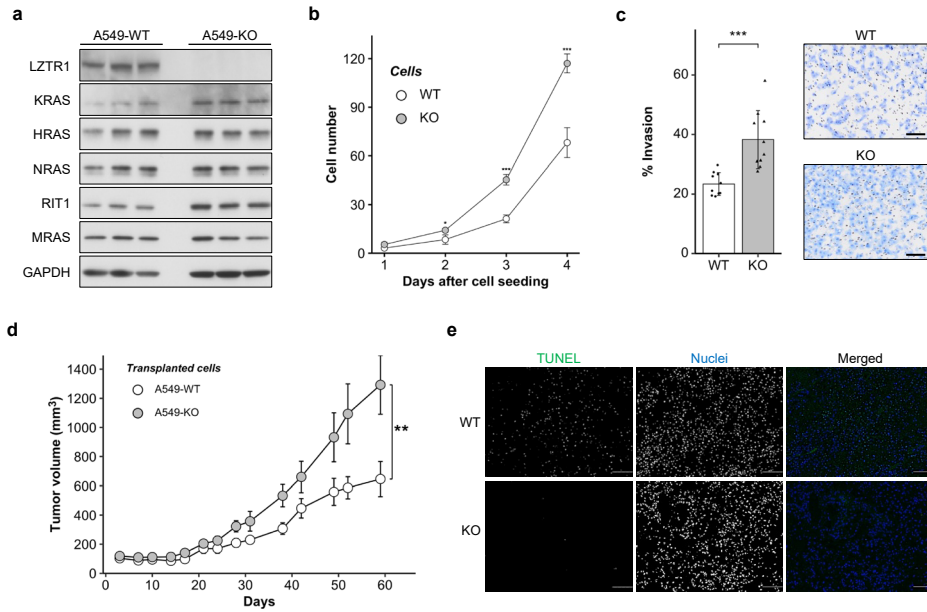 a
A549-WT A549-KO
LZTR1
KRAS
HRAS
NRAS
RIT1
MRAS
GAPDH
b
Cell number
120
90
60
30
0
Cells
WT
KO
*
***
***
1 2 3 4
Days after cell seeding
c
% Invasion
60
40
20
0
***
WT KO
WT
KO
d
Tumor volume (mm3)
1400
1200
1000
800
600
400
200
0
Transplanted cells
A549-WT
A549-KO
**
0 10 20 30 40 50 60
Days
e
TUNEL Nuclei Merged
WT
KO